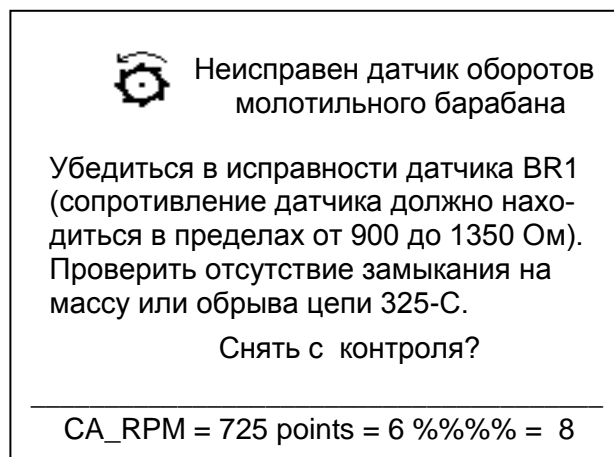 Неисправен датчик оборотов
молотильного барабана
Убедиться в исправности датчика BR1
(сопротивление датчика должно нахо-
диться в пределах от 900 до 1350 Ом).
Проверить отсутствие замыкания на
массу или обрыва цепи 325-С.
Снять с контроля?
CA_RPM = 725 points = 6 %%%% = 8